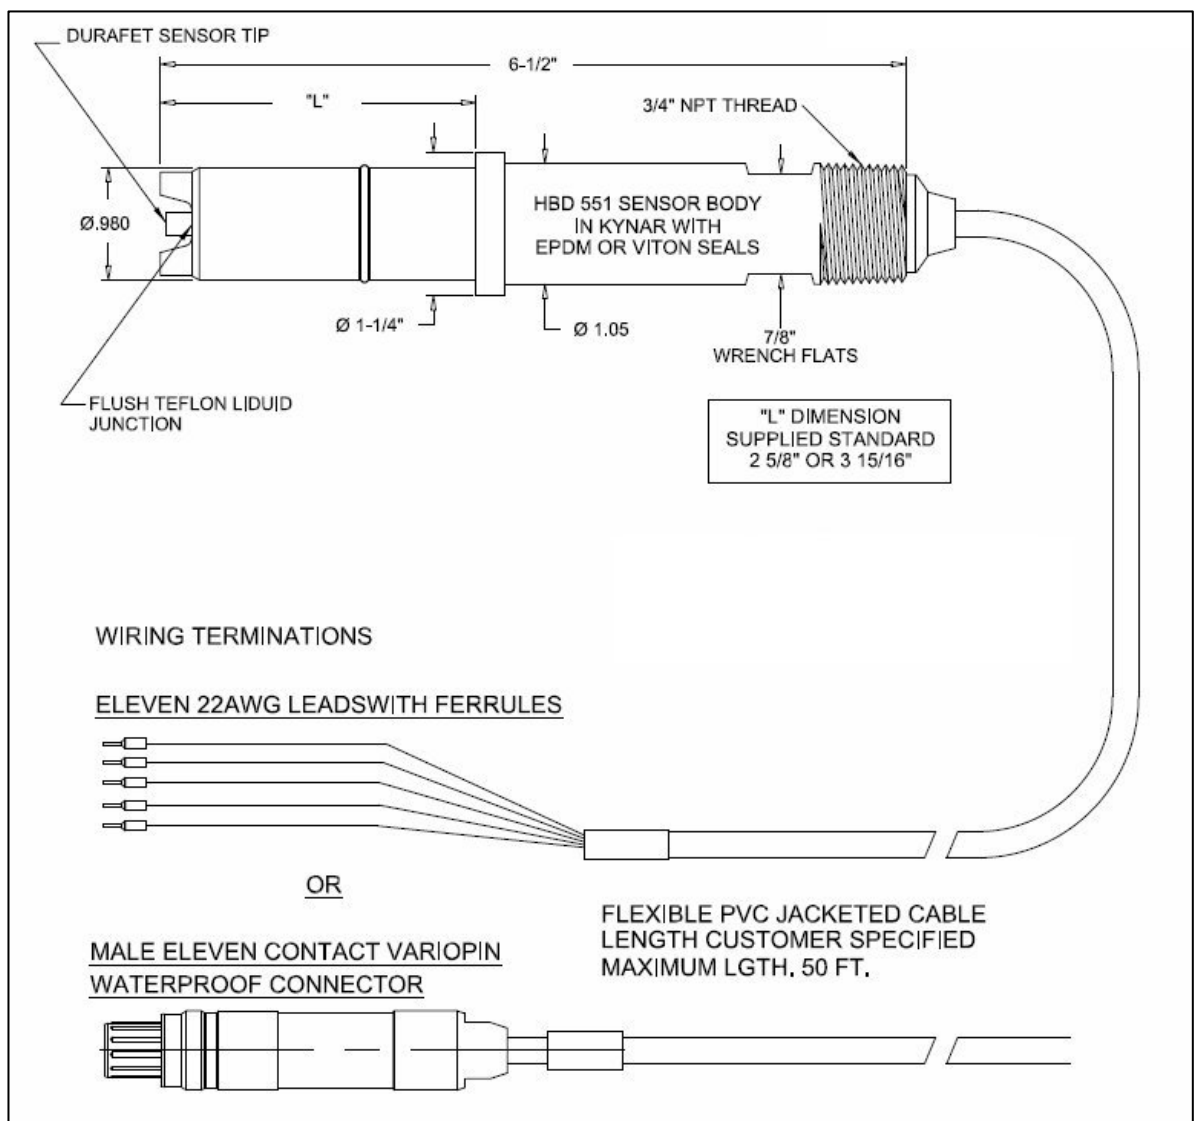 DURAFET SENSOR TIP
6-1/2"
"L"
3/4" NPT THREAD
Ø.980
HBD 551 SENSOR BODY
IN KYNAR WITH
EPDM OR VITON SEALS
Ø 1-1/4"
Ø 1.05
7/8"
WRENCH FLATS
FLUSH TEFLON LIDUID
JUNCTION
"L" DIMENSION
SUPPLIED STANDARD
2 5/8" OR 3 15/16"
WIRING TERMINATIONS
ELEVEN 22AWG LEADSWITH FERRULES
OR
MALE ELEVEN CONTACT VARIOPIN
WATERPROOF CONNECTOR
FLEXIBLE PVC JACKETED CABLE
LENGTH CUSTOMER SPECIFIED
MAXIMUM LGTH. 50 FT.